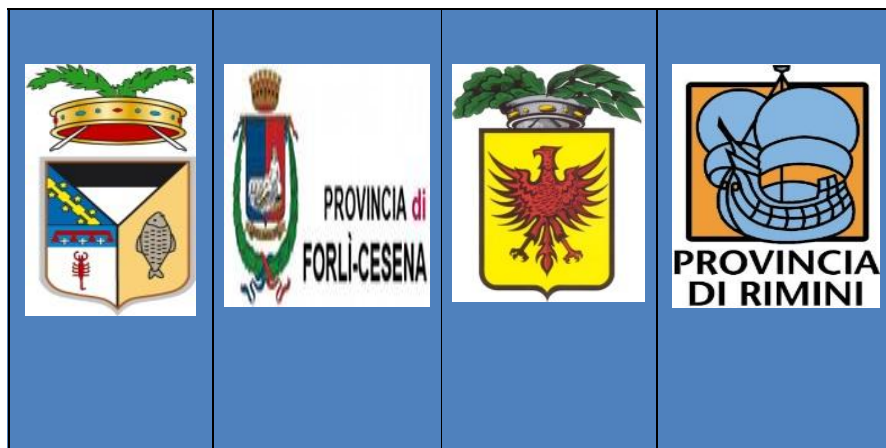 PROVINCIA di
FORLÌ-CESENA
PROVINCIA
DI RIMINI